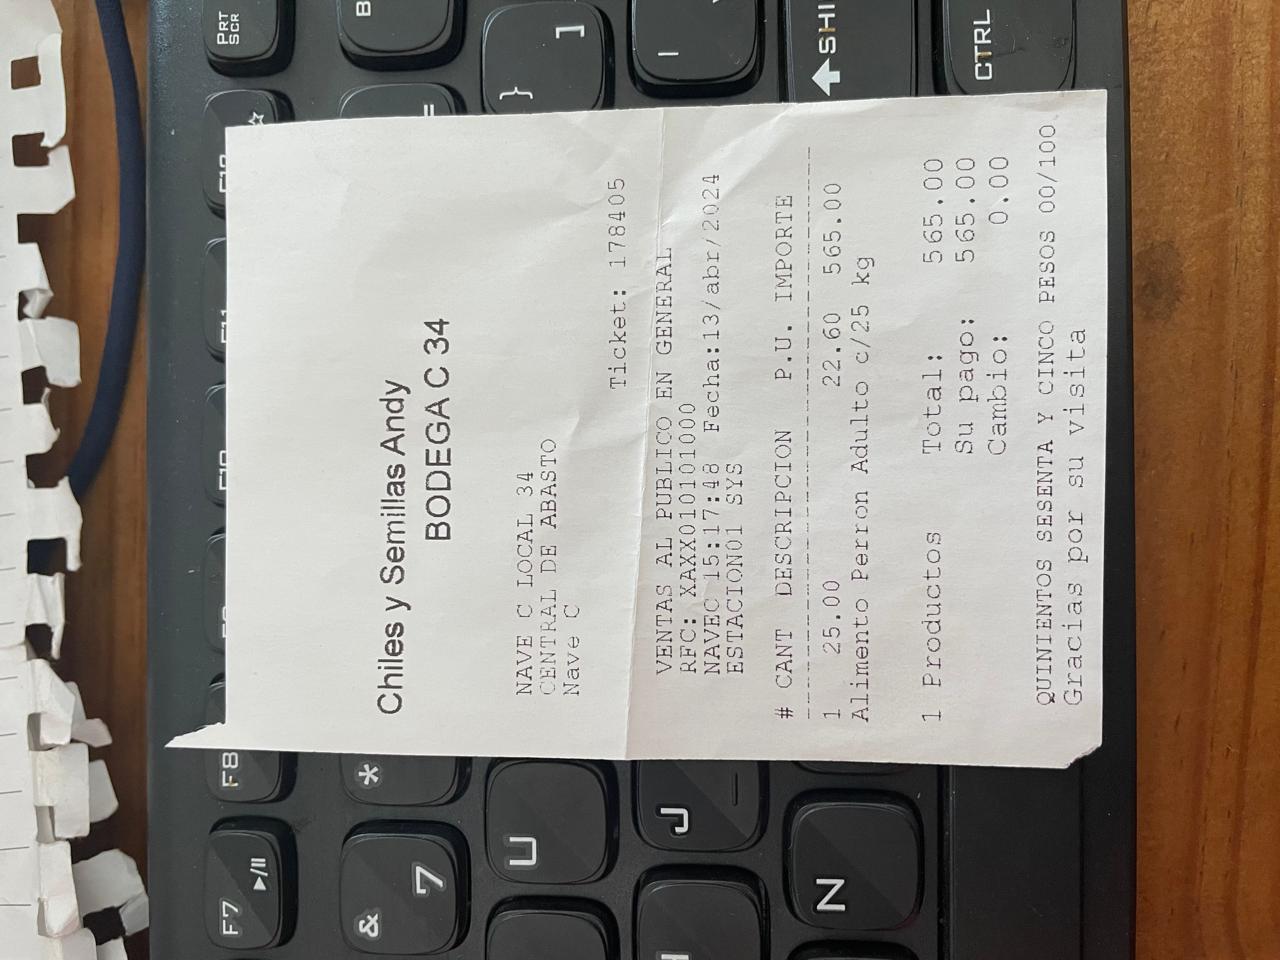 F7
F8
PRT
SCR
&
7
*
U
}
]
J
N
SHI
CTRL
Chiles y Semillas Andy
BODEGA C 34
NAVE C LOCAL 34
CENTRAL DE ABASTO
Nave C
Ticket: 178405
VENTAS AL PUBLICO EN GENERAL
RFC: XAXX010101000
NAVEC 15:17:48 Fecha:13/abr/2024
ESTACION01 SYS
# CANT DESCRIPCION P.U. IMPORTE
1 25.00 22.60 565.00
Alimento Perron Adulto c/25 kg
1 Productos Total: 565.00
Su pago: 565.00
Cambio: 0.00
QUINIENTOS SESENTA Y CINCO PESOS 00/100
Gracias por su visita